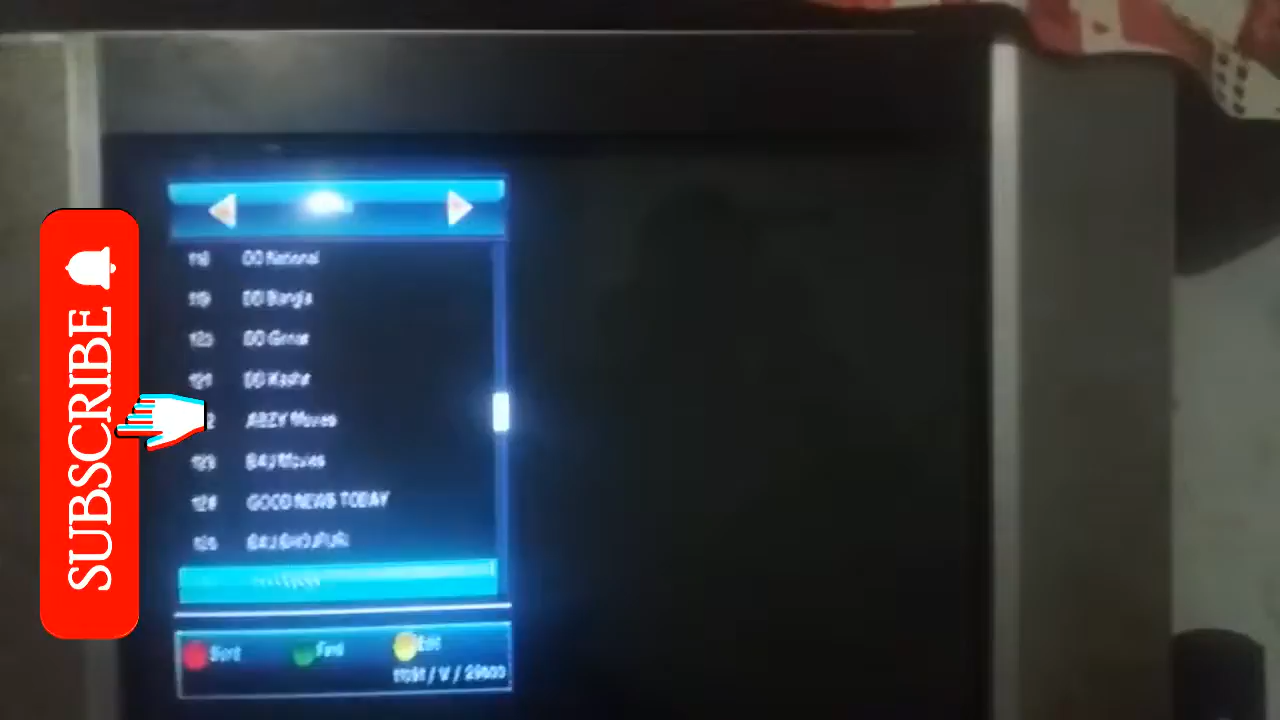 SUBSCRIBE
118 DD National
119 DD Bangla
120 DD Girnar
121 DD Kashir
2 ABZY Movies
123 B4U Movies
124 GOOD NEWS TODAY
125 B4U BHOJPURI
Sort Find Edit
/ V / 29500